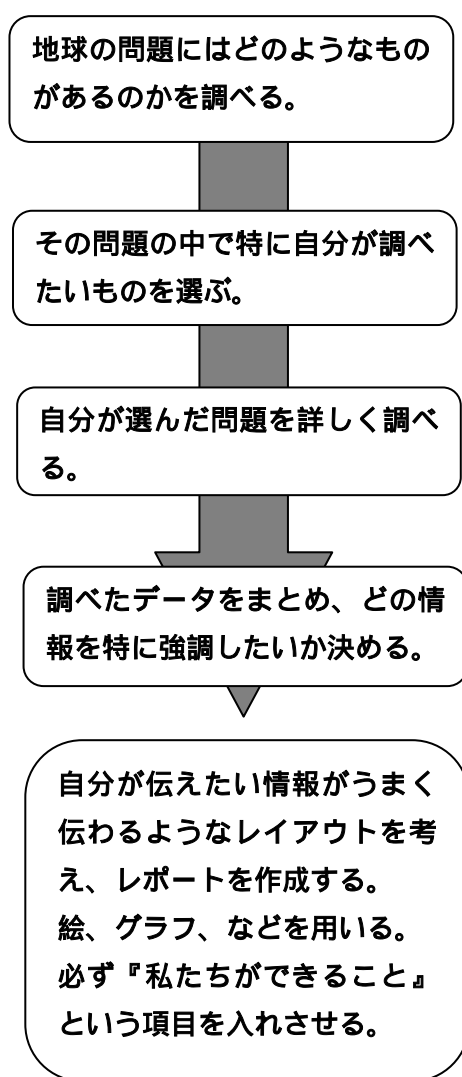 地球の問題にはどのようなもの
があるのかを調べる。
その問題の中で特に自分が調べ
たいものを選ぶ。
自分が選んだ問題を詳しく調べ
る。
調べたデータをまとめ、どの情
報を特に強調したいか決める。
自分が伝えたい情報がうまく
伝わるようなレイアウトを考
え、レポートを作成する。
絵、グラフ、などを用いる。
必ず『私たちができること』
という項目を入れさせる。